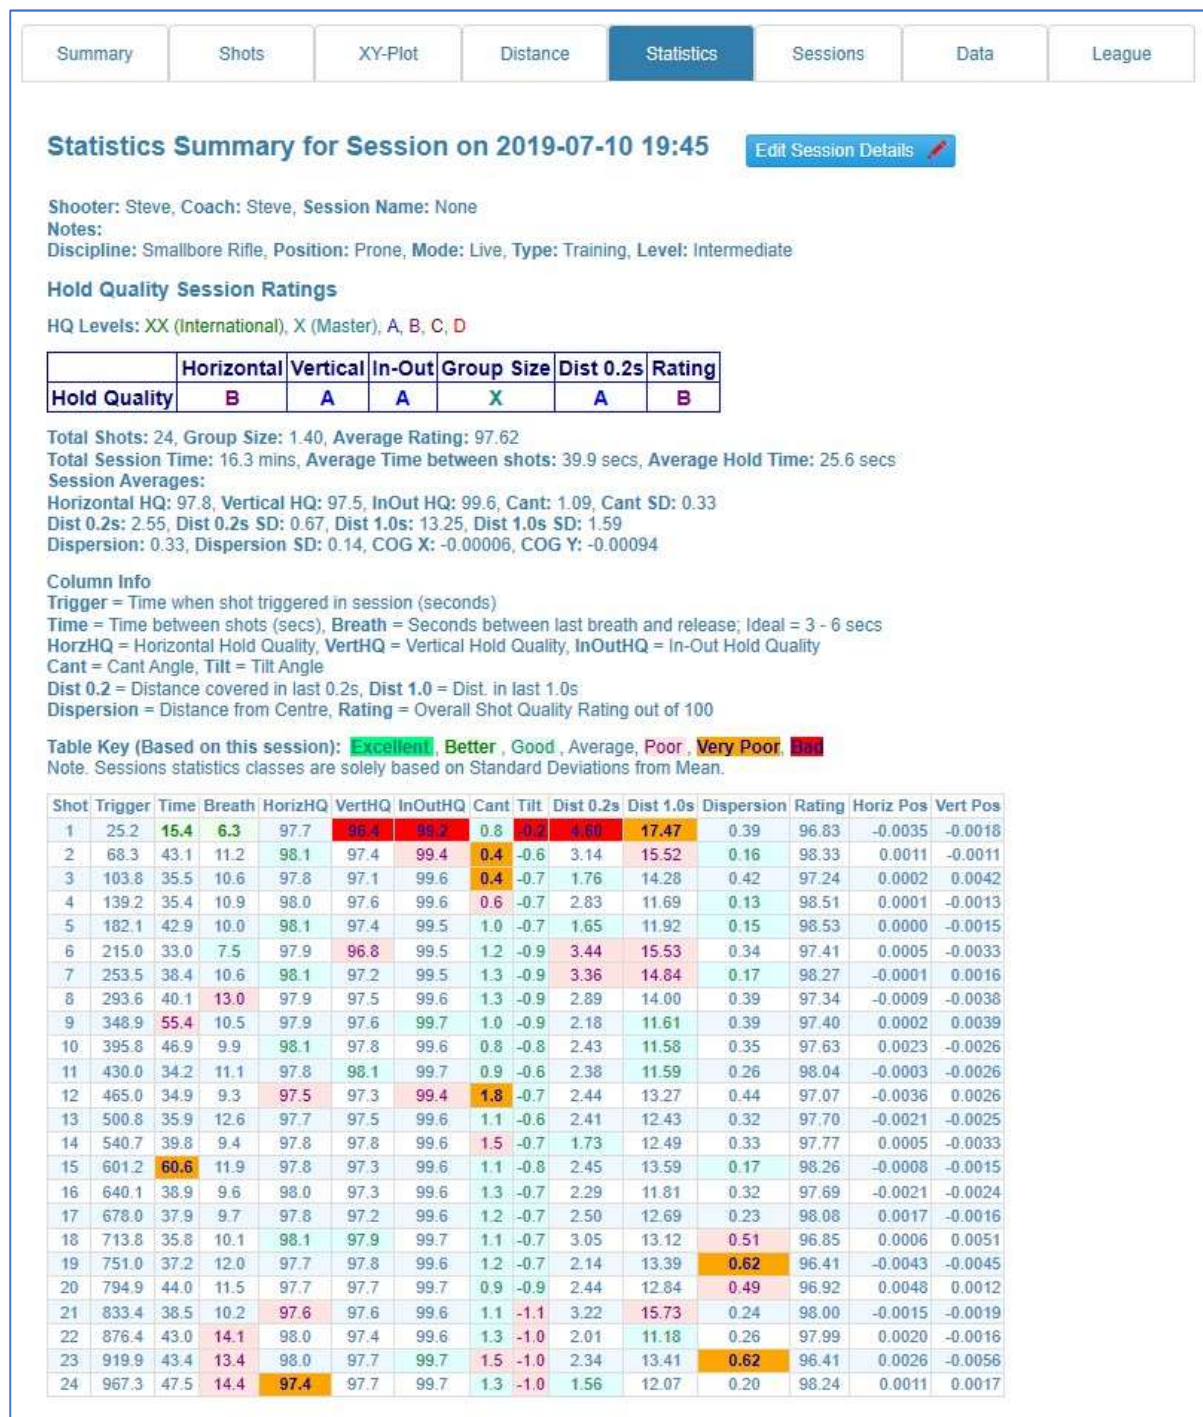 Summary Shots XY-Plot Distance Statistics Sessions Data League
Statistics Summary for Session on 2019-07-10 19:45 Edit Session Details
Shooter: Steve, Coach: Steve, Session Name: None
Notes:
Discipline: Smallbore Rifle, Position: Prone, Mode: Live, Type: Training, Level: Intermediate
Hold Quality Session Ratings
HQ Levels: XX (International), X (Master), A, B, C, D
Horizontal Vertical In-Out Group Size Dist 0.2s Rating
Hold Quality B A A X A B
Total Shots: 24, Group Size: 1.40, Average Rating: 97.62
Total Session Time: 16.3 mins, Average Time between shots: 39.9 secs, Average Hold Time: 25.6 secs
Session Averages:
Horizontal HQ: 97.8, Vertical HQ: 97.5, InOut HQ: 99.6, Cant: 1.09, Cant SD: 0.33
Dist 0.2s: 2.55, Dist 0.2s SD: 0.67, Dist 1.0s: 13.25, Dist 1.0s SD: 1.59
Dispersion: 0.33, Dispersion SD: 0.14, COG X: -0.00006, COG Y: -0.00094
Column Info
Trigger = Time when shot triggered in session (seconds)
Time = Time between shots (secs), Breath = Seconds between last breath and release; Ideal = 3 - 6 secs
HorzHQ = Horizontal Hold Quality, VertHQ = Vertical Hold Quality, InOutHQ = In-Out Hold Quality
Cant = Cant Angle, Tilt = Tilt Angle
Dist 0.2 = Distance covered in last 0.2s, Dist 1.0 = Dist. in last 1.0s
Dispersion = Distance from Centre, Rating = Overall Shot Quality Rating out of 100
Table Key (Based on this session): Excellent , Better , Good , Average, Poor , Very Poor, Bad
Note. Sessions statistics classes are solely based on Standard Deviations from Mean.
Shot Trigger Time Breath HorizHQ VertHQ InOutHQ Cant Tilt Dist 0.2s Dist 1.0s Dispersion Rating Horiz Pos Vert Pos
1 25.2 15.4 6.3 97.7 96.4 99.2 0.8 -0.2 4.60 17.47 0.39 96.83 -0.0035 -0.0018
2 68.3 43.1 11.2 98.1 97.4 99.4 0.4 -0.6 3.14 15.52 0.16 98.33 0.0011 -0.0011
3 103.8 35.5 10.6 97.8 97.1 99.6 0.4 -0.7 1.76 14.28 0.42 97.24 0.0002 0.0042
4 139.2 35.4 10.9 98.0 97.6 99.6 0.6 -0.7 2.83 11.69 0.13 98.51 0.0001 -0.0013
5 182.1 42.9 10.0 98.1 97.4 99.5 1.0 -0.7 1.65 11.92 0.15 98.53 0.0000 -0.0015
6 215.0 33.0 7.5 97.9 96.8 99.5 1.2 -0.9 3.44 15.53 0.34 97.41 0.0005 -0.0033
7 253.5 38.4 10.6 98.1 97.2 99.5 1.3 -0.9 3.36 14.84 0.17 98.27 -0.0001 0.0016
8 293.6 40.1 13.0 97.9 97.5 99.6 1.3 -0.9 2.89 14.00 0.39 97.34 -0.0009 -0.0038
9 348.9 55.4 10.5 97.9 97.6 99.7 1.0 -0.9 2.18 11.61 0.39 97.40 0.0002 0.0039
10 395.8 46.9 9.9 98.1 97.8 99.6 0.8 -0.8 2.43 11.58 0.35 97.63 0.0023 -0.0026
11 430.0 34.2 11.1 97.8 98.1 99.7 0.9 -0.6 2.38 11.59 0.26 98.04 -0.0003 -0.0026
12 465.0 34.9 9.3 97.5 97.3 99.4 1.8 -0.7 2.44 13.27 0.44 97.07 -0.0036 0.0026
13 500.8 35.9 12.6 97.7 97.5 99.6 1.1 -0.6 2.41 12.43 0.32 97.70 -0.0021 -0.0025
14 540.7 39.8 9.4 97.8 97.8 99.6 1.5 -0.7 1.73 12.49 0.33 97.77 0.0005 -0.0033
15 601.2 60.6 11.9 97.8 97.3 99.6 1.1 -0.8 2.45 13.59 0.17 98.26 -0.0008 -0.0015
16 640.1 38.9 9.6 98.0 97.3 99.6 1.3 -0.7 2.29 11.81 0.32 97.69 -0.0021 -0.0024
17 678.0 37.9 9.7 97.8 97.2 99.6 1.2 -0.7 2.50 12.69 0.23 98.08 0.0017 -0.0016
18 713.8 35.8 10.1 98.1 97.9 99.7 1.1 -0.7 3.05 13.12 0.51 96.85 0.0006 0.0051
19 751.0 37.2 12.0 97.7 97.8 99.6 1.2 -0.7 2.14 13.39 0.62 96.41 -0.0043 -0.0045
20 794.9 44.0 11.5 97.7 97.7 99.7 0.9 -0.9 2.44 12.84 0.49 96.92 0.0048 0.0012
21 833.4 38.5 10.2 97.6 97.6 99.6 1.1 -1.1 3.22 15.73 0.24 98.00 -0.0015 -0.0019
22 876.4 43.0 14.1 98.0 97.4 99.6 1.3 -1.0 2.01 11.18 0.26 97.99 0.0020 -0.0016
23 919.9 43.4 13.4 98.0 97.7 99.7 1.5 -1.0 2.34 13.41 0.62 96.41 0.0026 -0.0056
24 967.3 47.5 14.4 97.4 97.7 99.7 1.3 -1.0 1.56 12.07 0.20 98.24 0.0011 0.0017